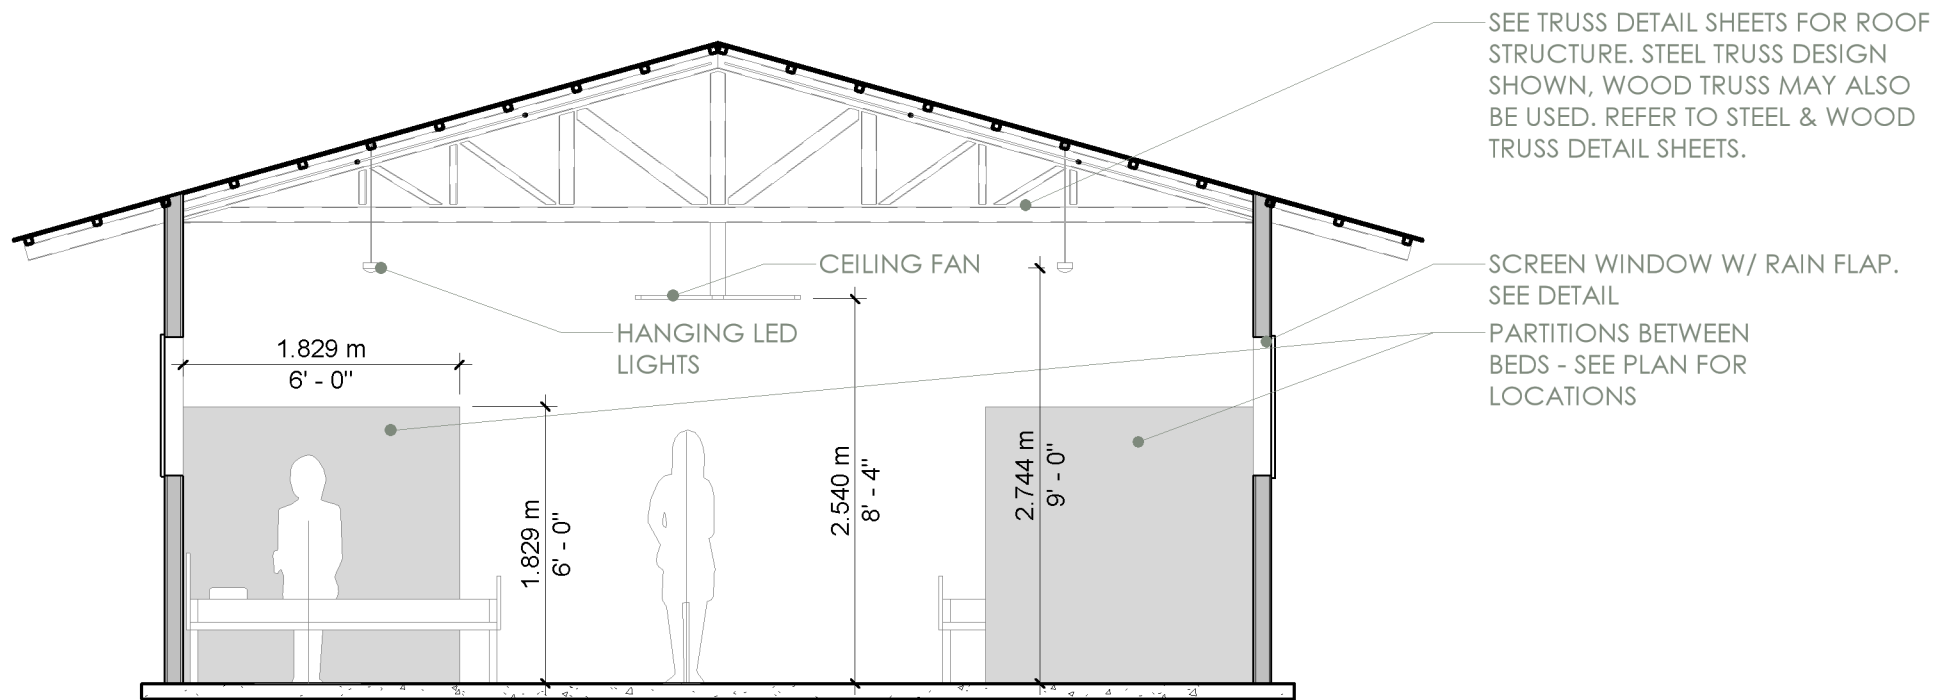 SEE TRUSS DETAIL SHEETS FOR ROOF
STRUCTURE. STEEL TRUSS DESIGN
SHOWN, WOOD TRUSS MAY ALSO
BE USED. REFER TO STEEL & WOOD
TRUSS DETAIL SHEETS.
CEILING FAN
SCREEN WINDOW W/ RAIN FLAP.
SEE DETAIL
HANGING LED
LIGHTS
PARTITIONS BETWEEN
BEDS - SEE PLAN FOR
LOCATIONS
1.829 m
6' - 0"
1.829 m
6' - 0"
2.540 m
8' - 4"
2.744 m
9' - 0"